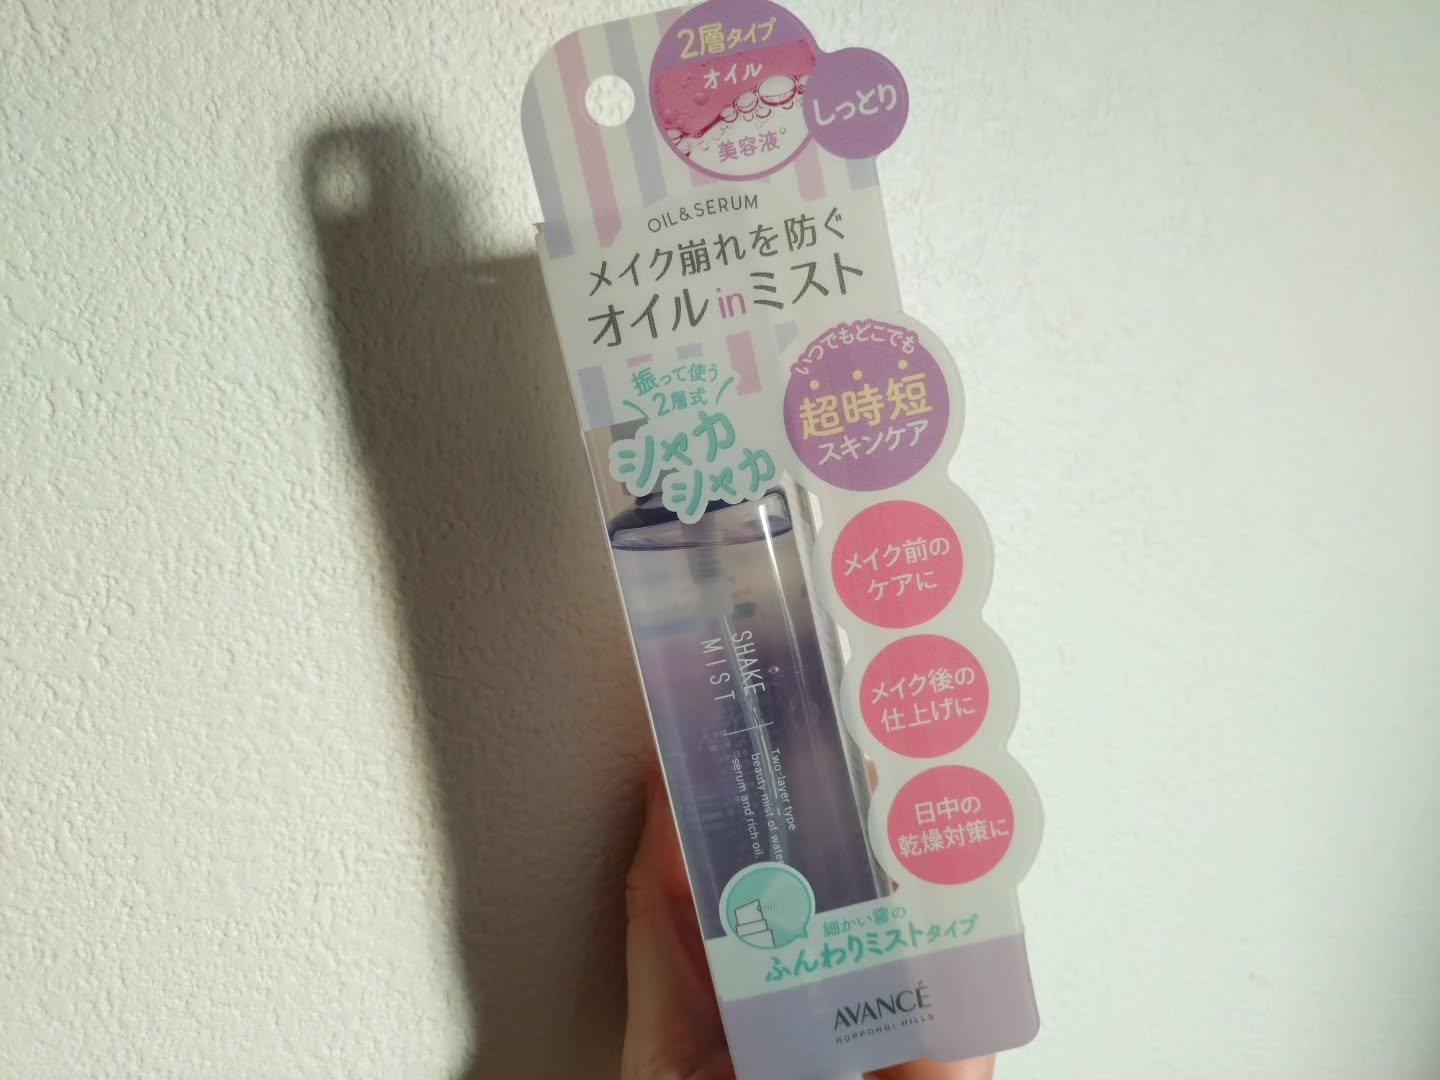 2層タイプ
オイル
美容液
しっとり
OIL&SERUM
メイク崩れを防ぐ
オイルinミスト
いつでもどこでも
超時短
スキンケア
振って使う
2層式
シャカ
シャカ
メイク前の
ケアに
メイク後の
仕上げに
日中の
乾燥対策に
SHAKE
MIST
Two-layer type
beauty mist of water
serum and rich oil.
細かい霧の
ふんわりミストタイプ
AVANCÉ
ROPPONGI HILLS